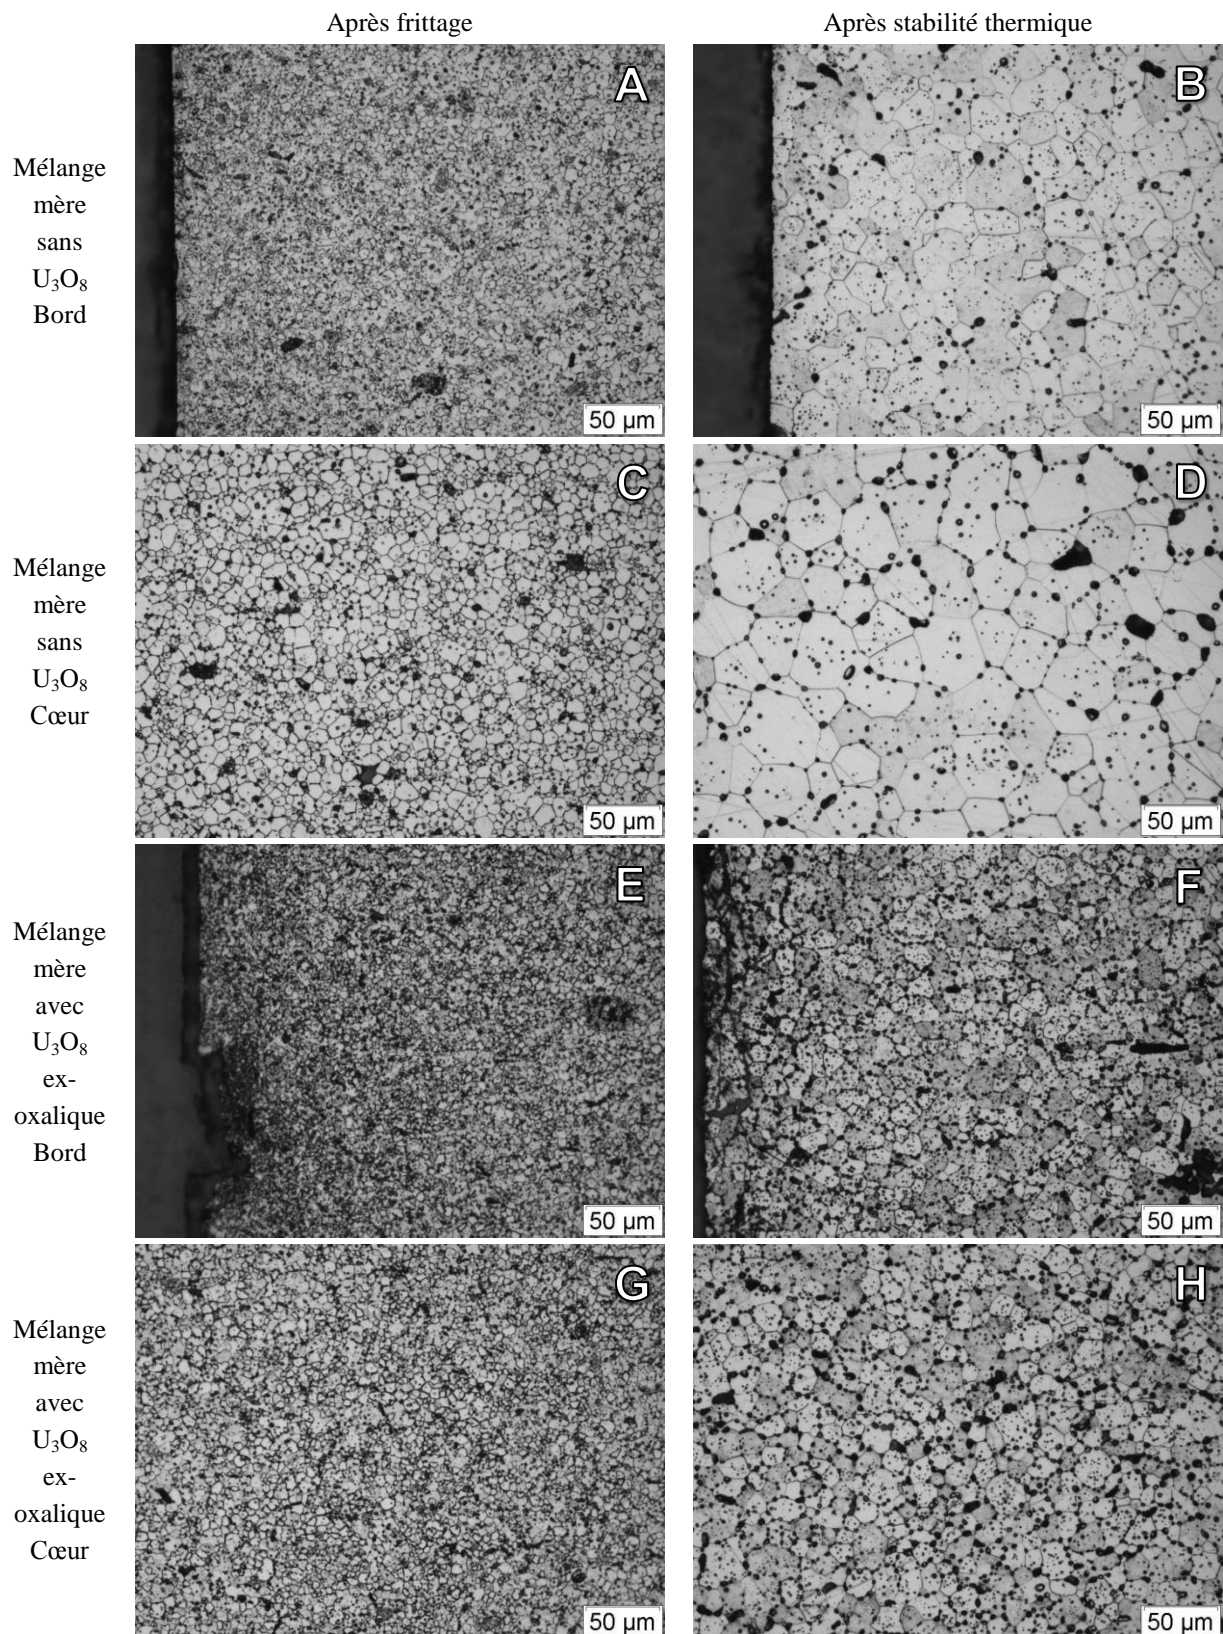 Après frittage
Après stabilité thermique
Mélange
mère
sans
U₃O₈
Bord
A
50 µm
B
50 µm
Mélange
mère
sans
U₃O₈
Cœur
C
50 µm
D
50 µm
Mélange
mère
avec
U₃O₈
ex-
oxalique
Bord
E
50 µm
F
50 µm
Mélange
mère
avec
U₃O₈
ex-
oxalique
Cœur
G
50 µm
H
50 µm